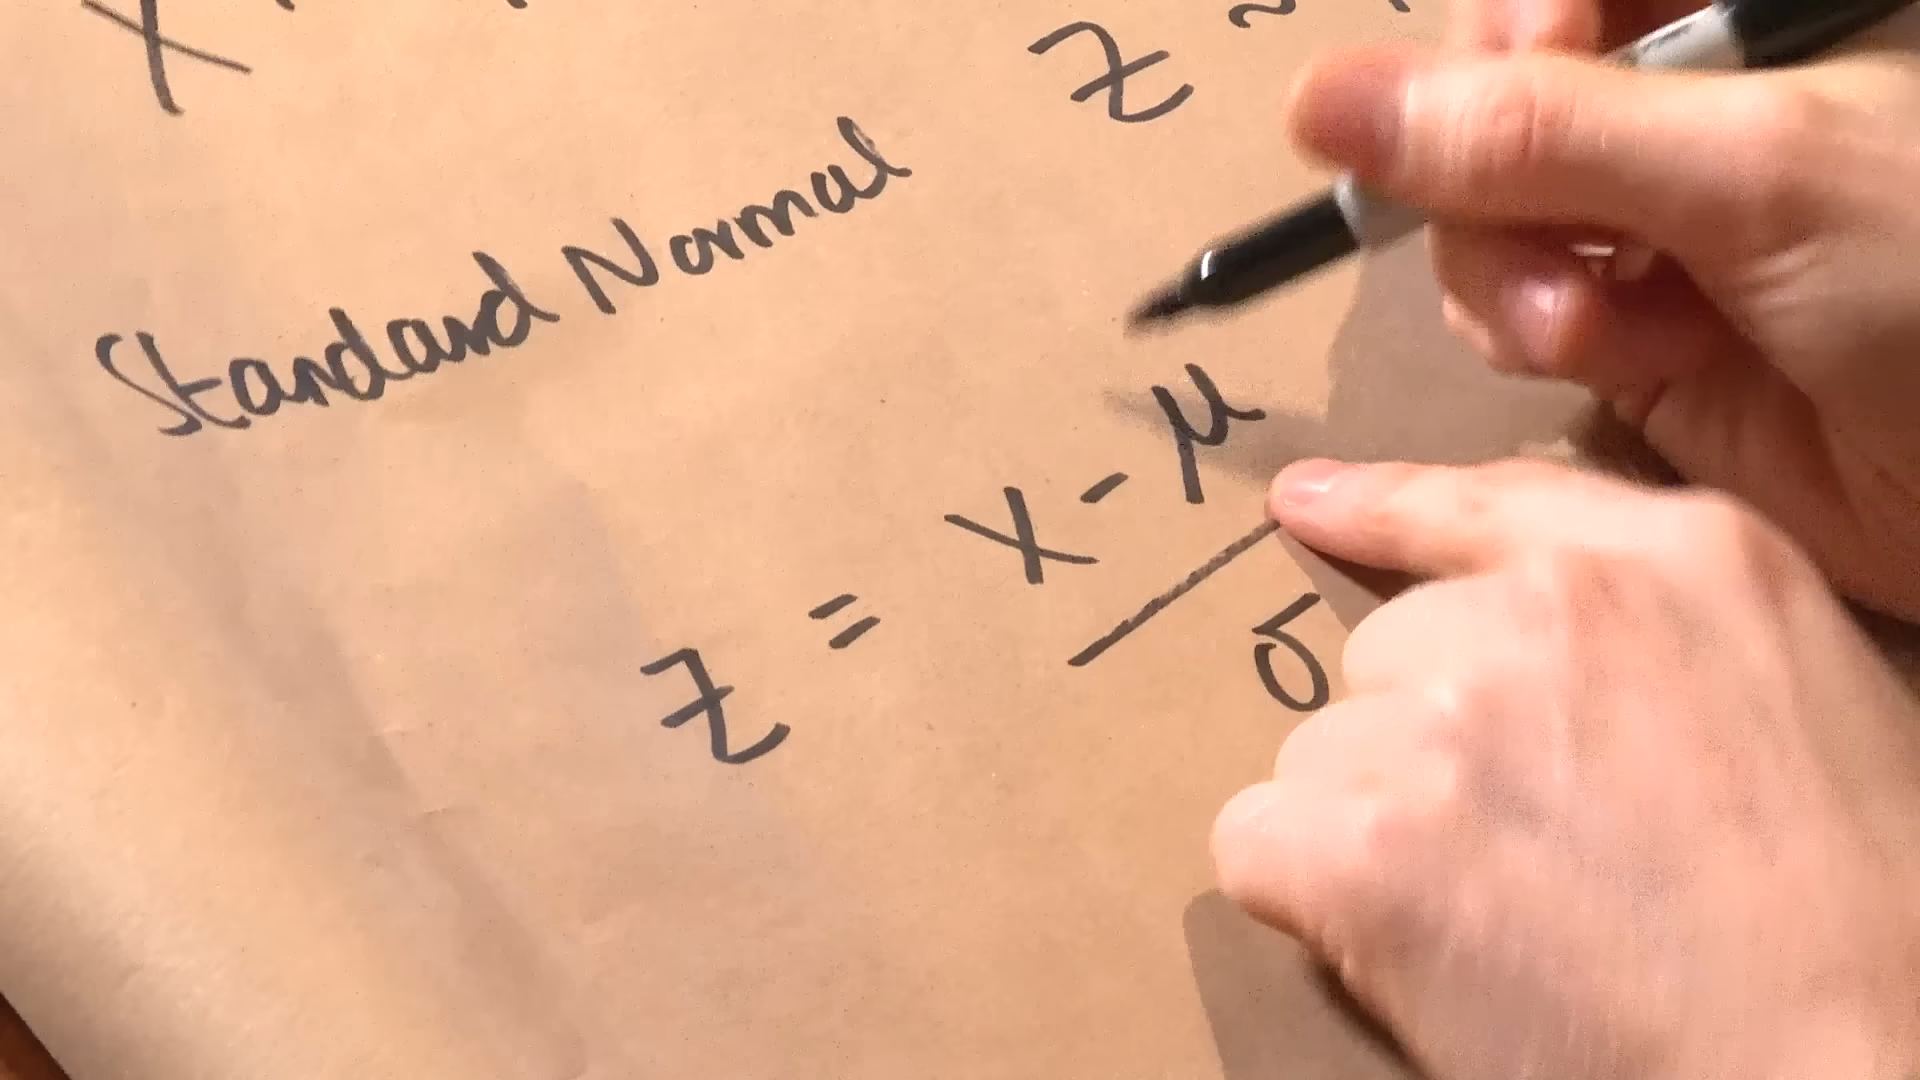 X
Z ~
Standard Normal
Z = X - μ / σ